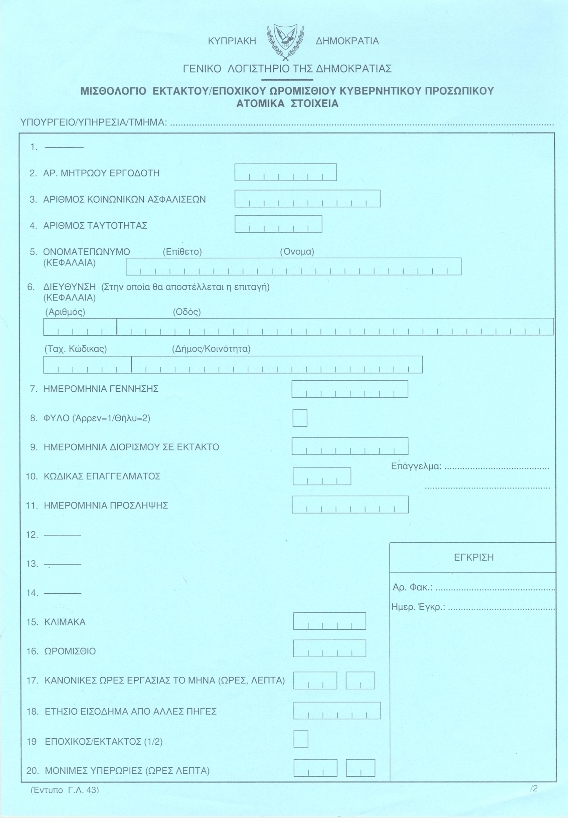 ΚΥΠΡΙΑΚΗ ΔΗΜΟΚΡΑΤΙΑ
ΓΕΝΙΚΟ ΛΟΓΙΣΤΗΡΙΟ ΤΗΣ ΔΗΜΟΚΡΑΤΙΑΣ
ΜΙΣΘΟΛΟΓΙΟ ΕΚΤΑΚΤΟΥ/ΕΠΟΧΙΚΟΥ ΩΡΟΜΙΣΘΙΟΥ ΚΥΒΕΡΝΗΤΙΚΟΥ ΠΡΟΣΩΠΙΚΟΥ
ΑΤΟΜΙΚΑ ΣΤΟΙΧΕΙΑ
ΥΠΟΥΡΓΕΙΟ/ΥΠΗΡΕΣΙΑ/ΤΜΗΜΑ:
1.
2. ΑΡ. ΜΗΤΡΩΟΥ ΕΡΓΟΔΟΤΗ
3. ΑΡΙΘΜΟΣ ΚΟΙΝΩΝΙΚΩΝ ΑΣΦΑΛΙΣΕΩΝ
4. ΑΡΙΘΜΟΣ ΤΑΥΤΟΤΗΤΑΣ
5. ΟΝΟΜΑΤΕΠΩΝΥΜΟ (Επίθετο) (Όνομα)
(ΚΕΦΑΛΑΙΑ)
6. ΔΙΕΥΘΥΝΣΗ (Στην οποία θα αποστέλλεται η επιταγή)
(ΚΕΦΑΛΑΙΑ)
(Αριθμός) (Οδός)
(Ταχ. Κώδικας) (Δήμος/Κοινότητα)
7. ΗΜΕΡΟΜΗΝΙΑ ΓΕΝΝΗΣΗΣ
8. ΦΥΛΟ (Άρρεν=1/Θήλυ=2)
9. ΗΜΕΡΟΜΗΝΙΑ ΔΙΟΡΙΣΜΟΥ ΣΕ ΕΚΤΑΚΤΟ
10. ΚΩΔΙΚΑΣ ΕΠΑΓΓΕΛΜΑΤΟΣ Επάγγελμα:
11. ΗΜΕΡΟΜΗΝΙΑ ΠΡΟΣΛΗΨΗΣ
12.
13.
14.
ΕΓΚΡΙΣΗ
Αρ. Φακ.:
Ημερ. Έγκρ.:
15. ΚΛΙΜΑΚΑ
16. ΩΡΟΜΙΣΘΙΟ
17. ΚΑΝΟΝΙΚΕΣ ΩΡΕΣ ΕΡΓΑΣΙΑΣ ΤΟ ΜΗΝΑ (ΩΡΕΣ, ΛΕΠΤΑ)
18. ΕΤΗΣΙΟ ΕΙΣΟΔΗΜΑ ΑΠΟ ΑΛΛΕΣ ΠΗΓΕΣ
19 ΕΠΟΧΙΚΟΣ/ΕΚΤΑΚΤΟΣ (1/2)
20. ΜΟΝΙΜΕΣ ΥΠΕΡΩΡΙΕΣ (ΩΡΕΣ ΛΕΠΤΑ)
(Έντυπο Γ.Λ. 43) /2